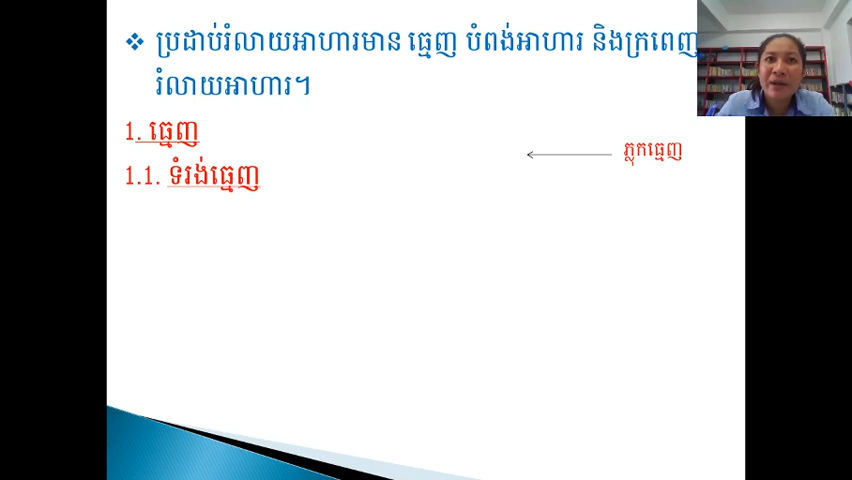 ❖ ប្រដាប់រំលាយអាហារមាន ធ្មេញ បំពង់អាហារ និងក្រពេញ
រំលាយអាហារ។
1. ធ្មេញ
ភ្លុកធ្មេញ
1.1. ទំរង់ធ្មេញ